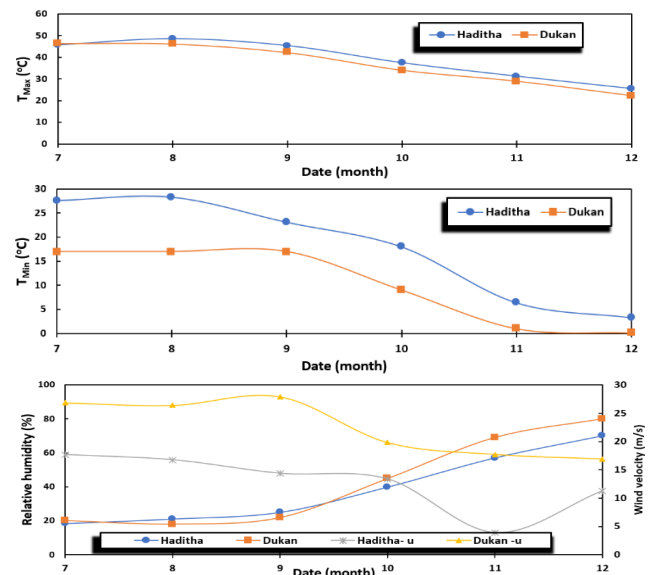 60
50
40
30
20
10
0
T_Max (°C)
Haditha Dukan
7 8 9 10 11 12
Date (month)
30
25
20
15
10
5
0
T_Min (°C)
Haditha Dukan
7 8 9 10 11 12
Date (month)
100
80
60
40
20
0
Relative humidity (%)
30
25
20
15
10
5
0
Wind velocity (m/s)
Haditha Dukan Haditha- u Dukan -u
7 8 9 10 11 12
Date (month)